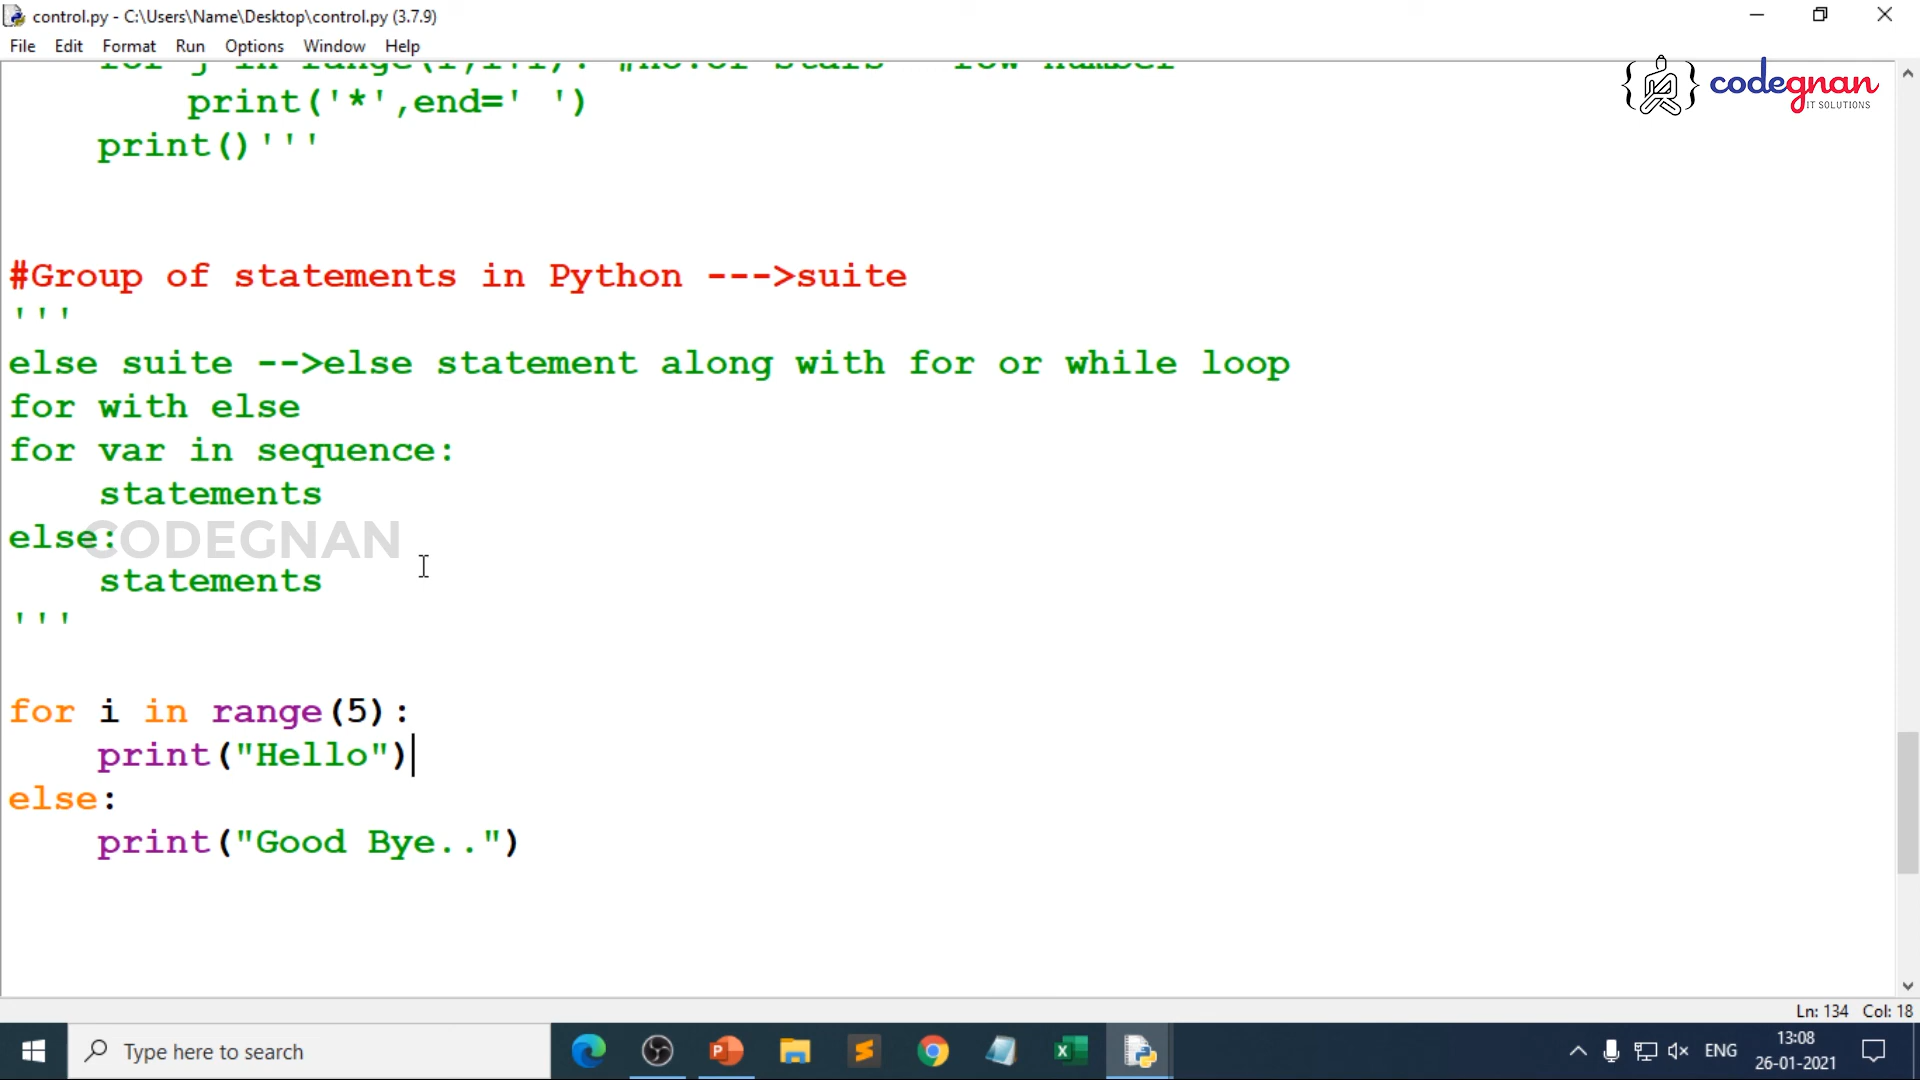 control.py - C:\Users\Name\Desktop\control.py (3.7.9)
File Edit Format Run Options Window Help
print('*',end=' ')
print()'''
codegnan
IT SOLUTIONS
#Group of statements in Python --->suite
'''
else suite -->else statement along with for or while loop
for with else
for var in sequence:
statements
else:
CODEGNAN
statements
'''
for i in range(5):
print("Hello")
else:
print("Good Bye..")
Ln: 134 Col: 18
Type here to search
ENG
13:08
26-01-2021